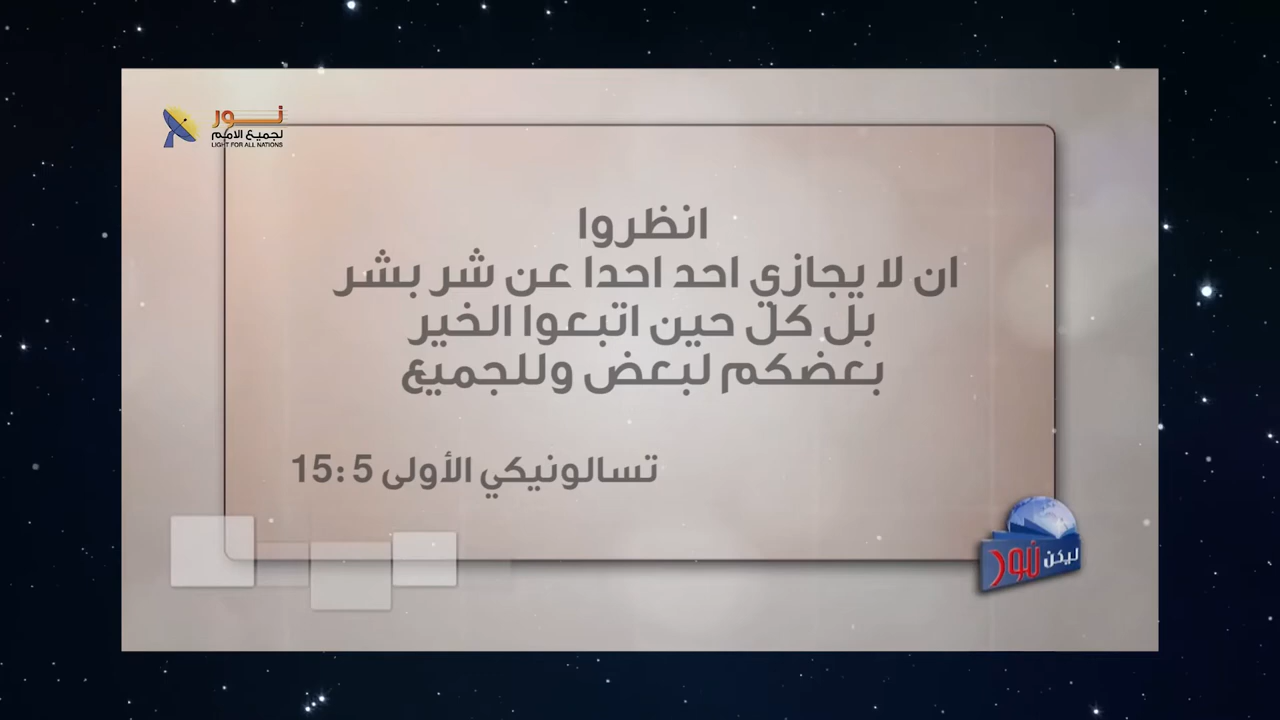 نور
لجميع الامم
LIGHT FOR ALL NATIONS
انظروا
ان لا يجازي احد احدا عن شر بشر
بل كل حين اتبعوا الخير
بعضكم لبعض وللجميع
تسالونيكي الأولى 5 :15
ليكن نور